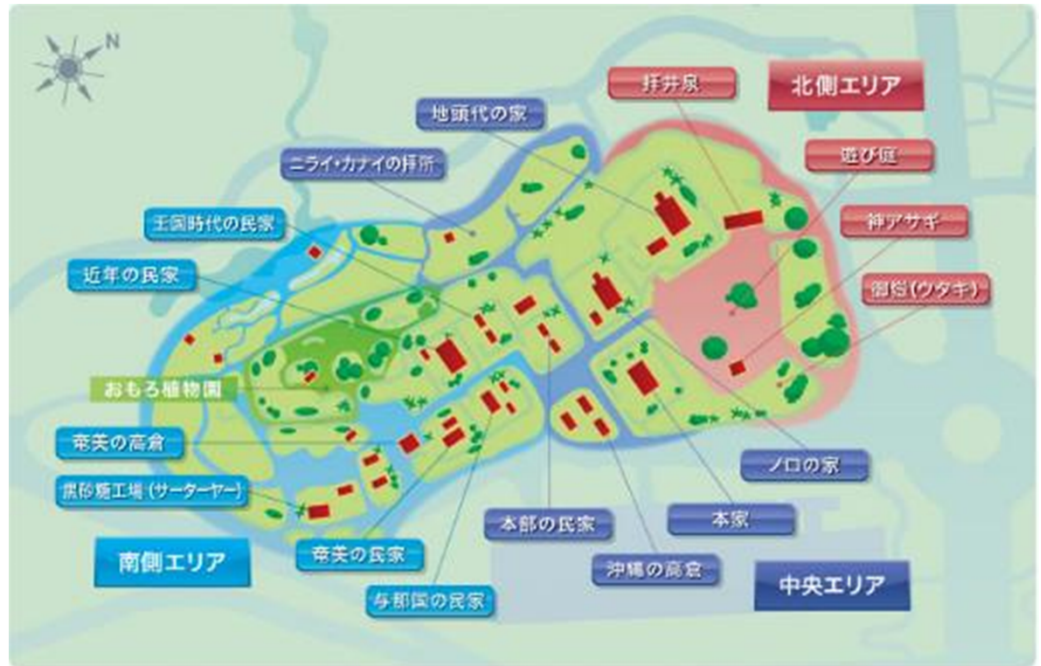 N
拝井泉
北側エリア
地頭代の家
遊び庭
ニライ・カナイの拝所
王国時代の民家
神アサギ
近年の民家
御嶽(ウタキ)
おもろ植物園
奄美の高倉
ノロの家
黒砂糖工場(サーターヤー)
本家
本部の民家
奄美の民家
南側エリア
沖縄の高倉
中央エリア
与那国の民家